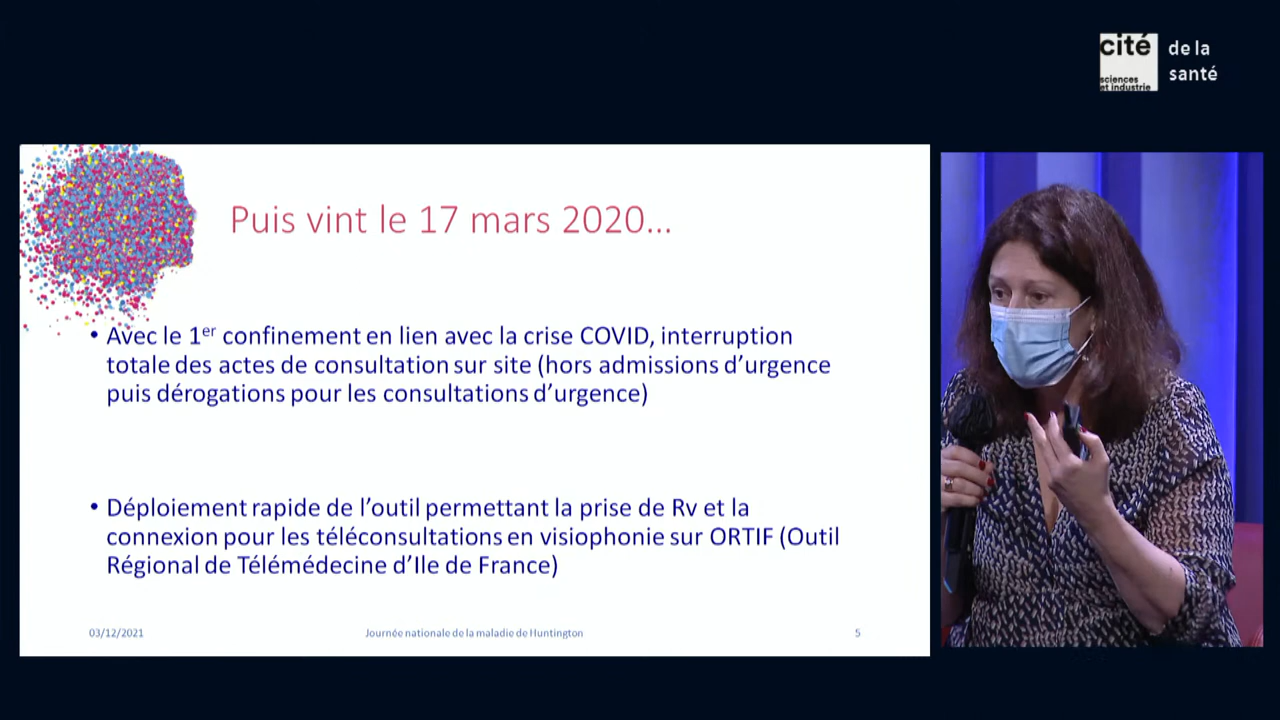 cité
sciences
et industrie
de la
santé
Puis vint le 17 mars 2020...
• Avec le 1er confinement en lien avec la crise COVID, interruption
totale des actes de consultation sur site (hors admissions d'urgence
puis dérogations pour les consultations d'urgence)
• Déploiement rapide de l'outil permettant la prise de Rv et la
connexion pour les téléconsultations en visiophonie sur ORTIF (Outil
Régional de Télémédecine d'Ile de France)
03/12/2021
Journée nationale de la maladie de Huntington
5